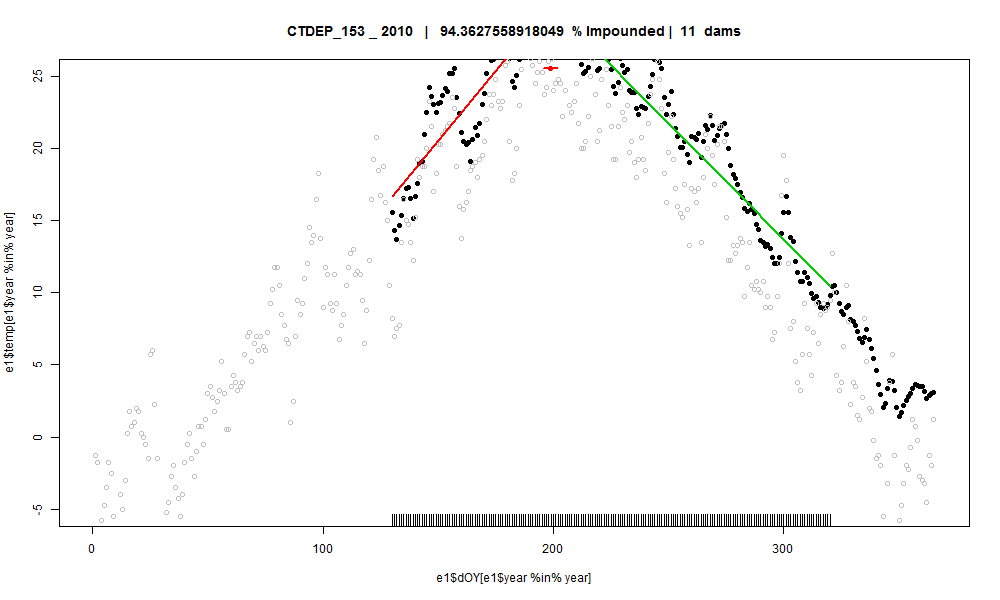 CTDEP_153 _ 2010 | 94.3627558918049 % Impounded | 11 dams
e1$temp[e1$year %in% year]
25
20
15
10
5
0
-5
0 100 200 300
e1$dOY[e1$year %in% year]